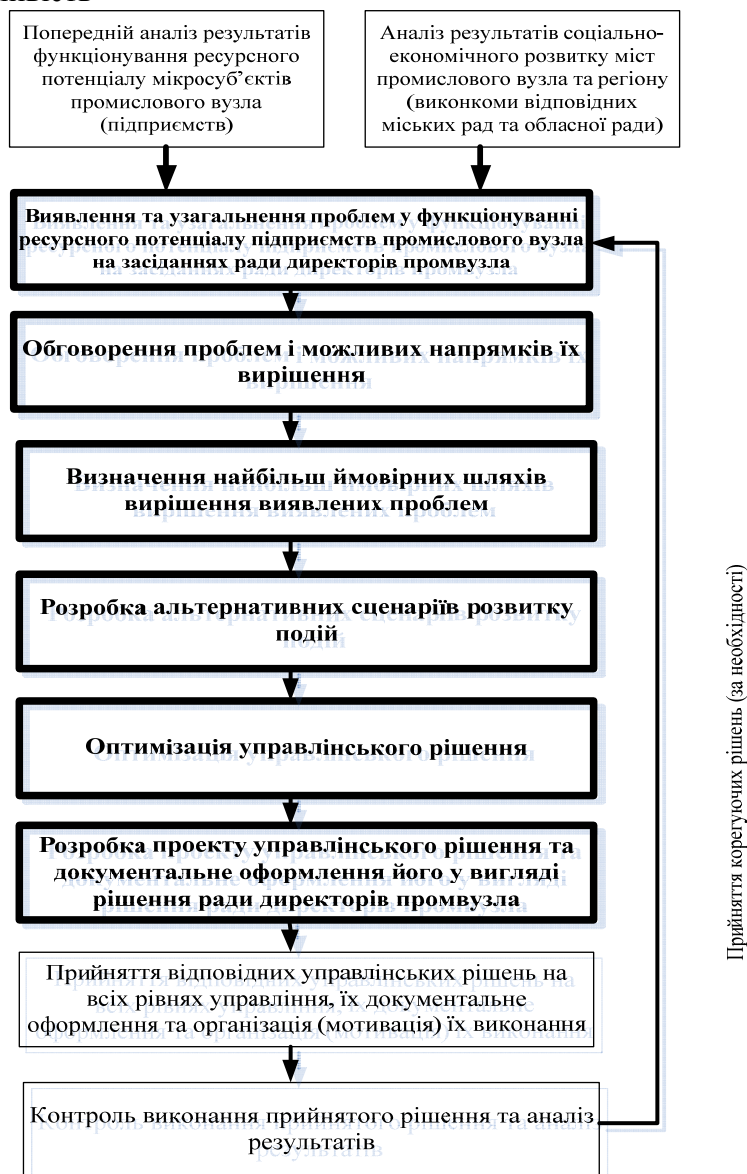 Попередній аналіз результатів
функціонування ресурсного
потенціалу мікросуб’єктів
промислового вузла
(підприємств)
Аналіз результатів соціально-
економічного розвитку міст
промислового вузла та регіону
(виконкоми відповідних
міських рад та обласної ради)
Виявлення та узагальнення проблем у функціонуванні
ресурсного потенціалу підприємств промислового вузла
на засіданнях ради директорів промвузла
Обговорення проблем і можливих напрямків їх
вирішення
Визначення найбільш ймовірних шляхів
вирішення виявлених проблем
Розробка альтернативних сценаріїв розвитку
подій
Оптимізація управлінського рішення
Розробка проекту управлінського рішення та
документальне оформлення його у вигляді
рішення ради директорів промвузла
Прийняття відповідних управлінських рішень на
всіх рівнях управління, їх документальне
оформлення та організація (мотивація) їх виконання
Контроль виконання прийнятого рішення та аналіз
результатів
Прийняття корегуючих рішень (за необхідності)